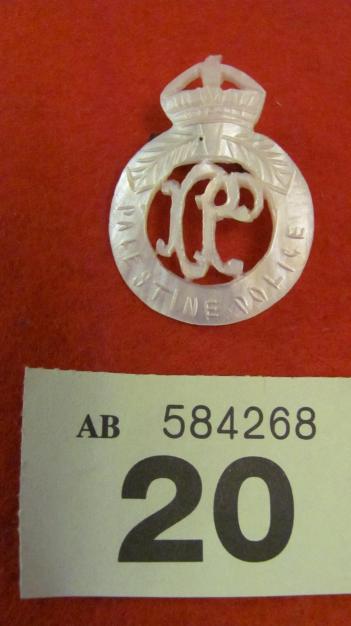 PP
PALESTINE POLICE
AB 584268
20